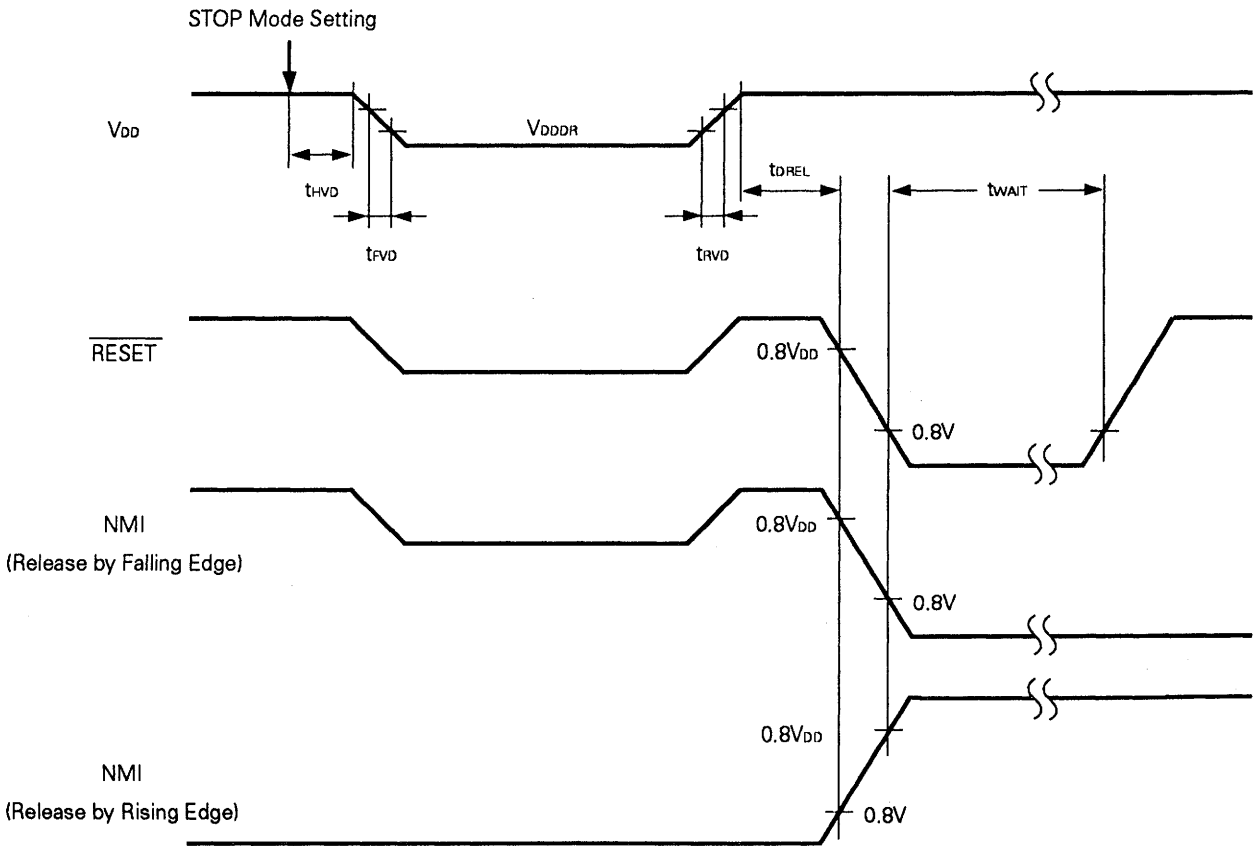 STOP Mode Setting
VDD
VDDDR
tHVD
tFVD
tRVD
tDREL
tWAIT
RESET
0.8VDD
0.8V
NMI
(Release by Falling Edge)
0.8VDD
0.8V
NMI
(Release by Rising Edge)
0.8VDD
0.8V